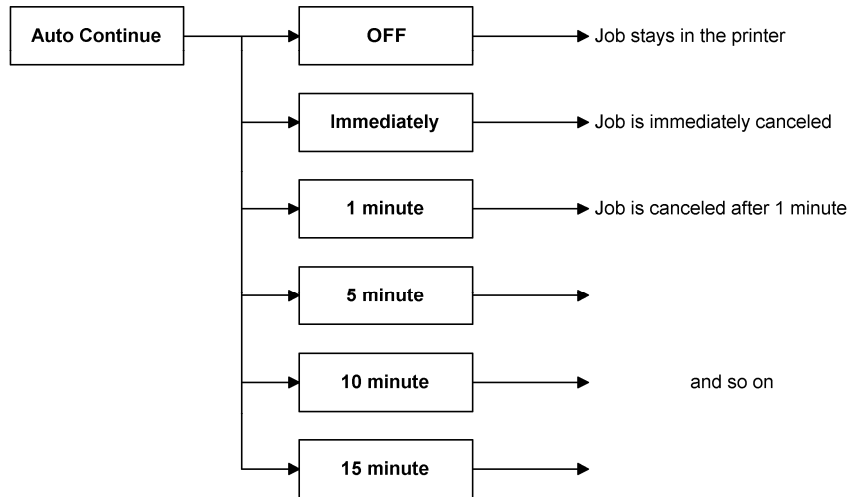 Auto Continue
OFF
Job stays in the printer
Immediately
Job is immediately canceled
1 minute
Job is canceled after 1 minute
5 minute
10 minute
and so on
15 minute